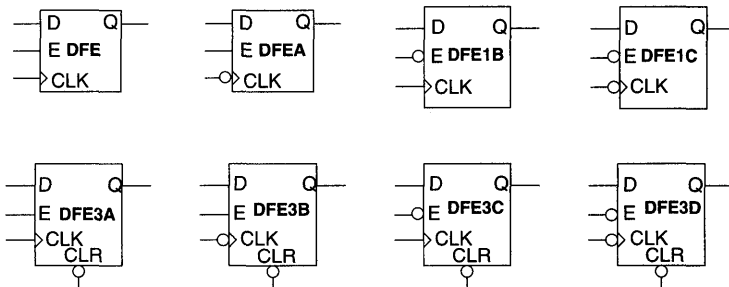 D Q D Q D Q D Q
E DFE E DFEA E DFE1B E DFE1C
CLK CLK CLK CLK
D Q D Q D Q D Q
E DFE3A E DFE3B E DFE3C E DFE3D
CLK CLK CLK CLK
CLR CLR CLR CLR